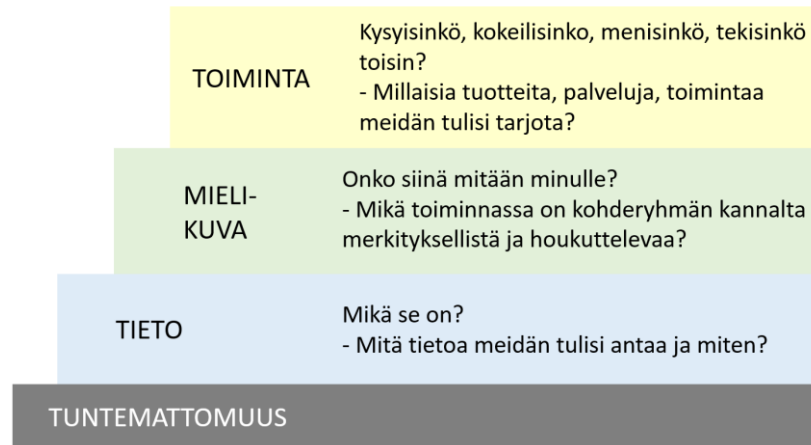 Kysyisinkö, kokeilisinko, menisinkö, tekisinkö
toisin?
TOIMINTA
- Millaisia tuotteita, palveluja, toimintaa
meidän tulisi tarjota?
MIELI-
KUVA
Onko siinä mitään minulle?
- Mikä toiminnassa on kohderyhmän kannalta
merkityksellistä ja houkuttelevaa?
TIETO
Mikä se on?
- Mitä tietoa meidän tulisi antaa ja miten?
TUNTEMATTOMUUS